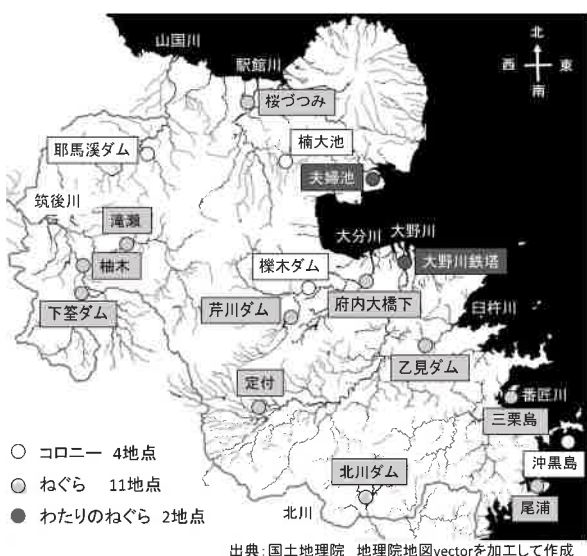 北
西 東
南
山国川
駅館川
桜づつみ
耶馬溪ダム
楠大池
夫婦池
筑後川
滝瀬
大分川
大野川
柚木
櫟木ダム
大野川鉄塔
下筌ダム
芹川ダム
府内大橋下
臼杵川
乙見ダム
定付
番匠川
三栗島
沖黒島
北川ダム
尾浦
北川
○ コロニー 4地点
ねぐら 11地点
● わたりのねぐら 2地点
出典:国土地理院 地理院地図vectorを加工して作成